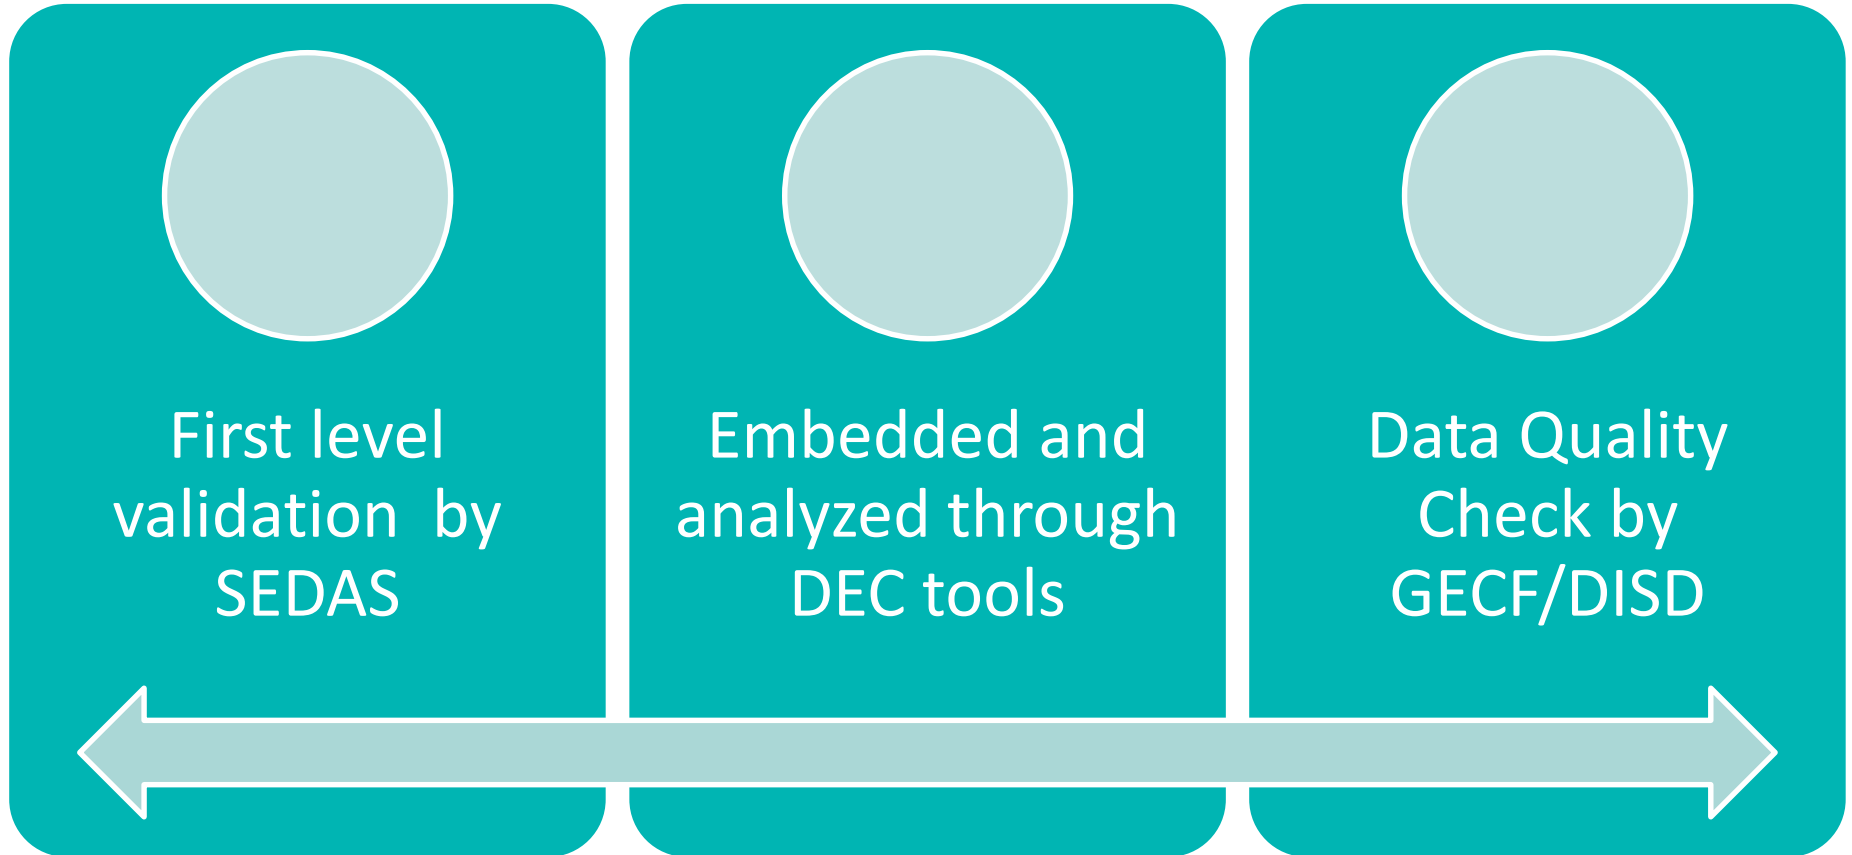 First level
validation  by
SEDAS
Embedded and
analyzed through
DEC tools
Data Quality
Check by
GECF/DISD